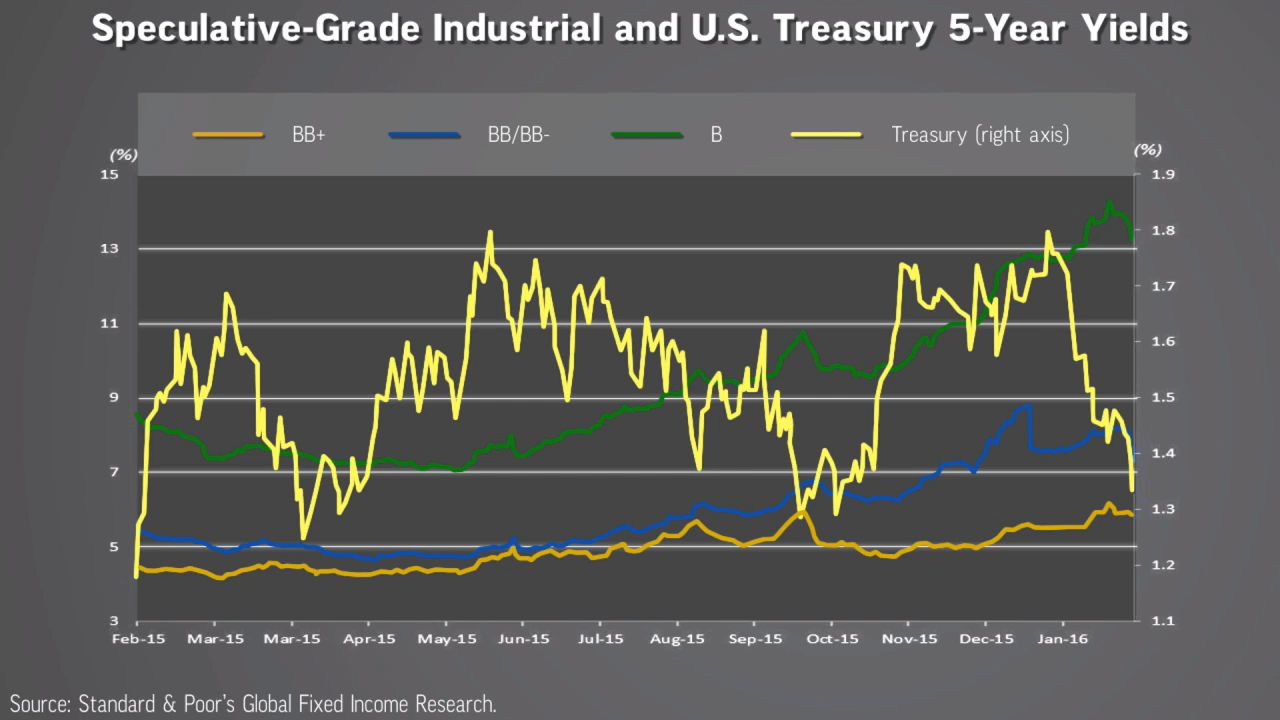 Speculative-Grade Industrial and U.S. Treasury 5-Year Yields
BB+ BB/BB- B Treasury (right axis)
(%) (%)
15 1.9
13 1.8
11 1.7
9 1.6
7 1.5
5 1.4
3 1.3
1.2
1.1
Feb-15 Mar-15 Mar-15 Apr-15 May-15 Jun-15 Jul-15 Aug-15 Sep-15 Oct-15 Nov-15 Dec-15 Jan-16
Source: Standard & Poor's Global Fixed Income Research.